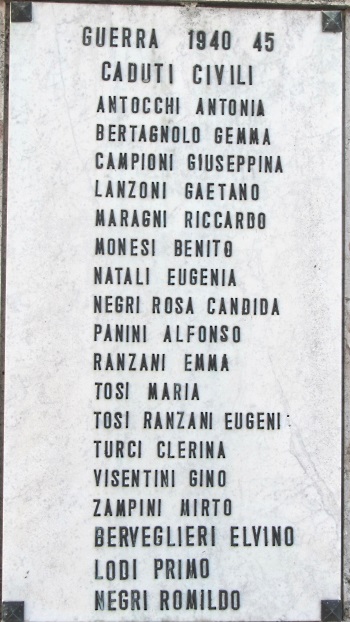 GUERRA 1940 45
CADUTI CIVILI
ANTOCCHI ANTONIA
BERTAGNOLO GEMMA
CAMPIONI GIUSEPPINA
LANZONI GAETANO
MARAGNI RICCARDO
MONESI BENITO
NATALI EUGENIA
NEGRI ROSA CANDIDA
PANINI ALFONSO
RANZANI EMMA
TOSI MARIA
TOSI RANZANI EUGENI
TURCI CLERINA
VISENTINI GINO
ZAMPINI MIRTO
BERVEGLIERI ELVINO
LODI PRIMO
NEGRI ROMILDO